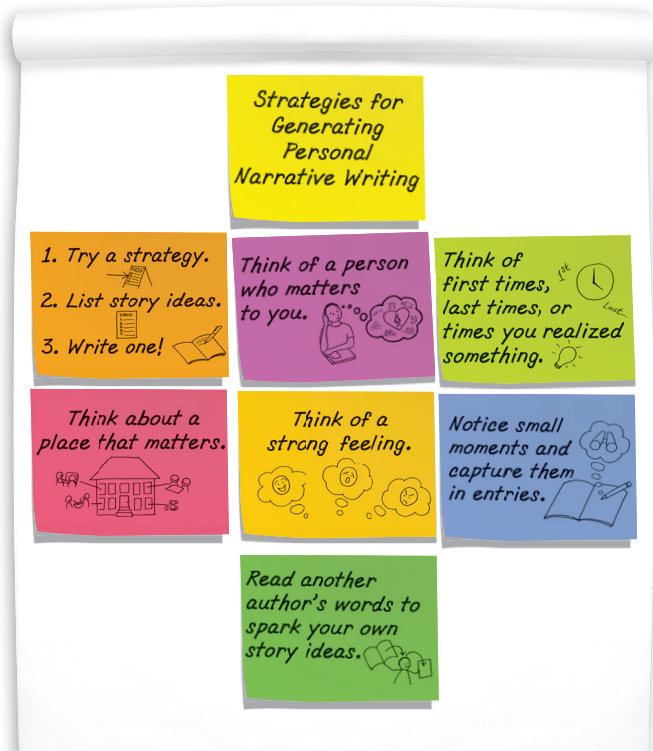 Strategies for
Generating
Personal
Narrative Writing
1. Try a strategy.
2. List story ideas.
3. Write one!
Think of a person
who matters
to you.
Think of
first times,
last times, or
times you realized
something.
1st
Last...
Think about a
place that matters.
Think of a
strong feeling.
Notice small
moments and
capture them
in entries.
Read another
author's words to
spark your own
story ideas.